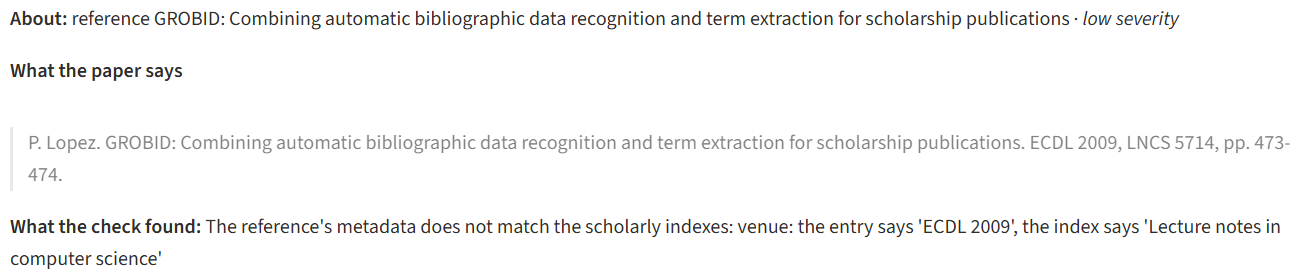 About: reference GROBID: Combining automatic bibliographic data recognition and term extraction for scholarship publications · low severity
What the paper says
P. Lopez. GROBID: Combining automatic bibliographic data recognition and term extraction for scholarship publications. ECDL 2009, LNCS 5714, pp. 473-
474.
What the check found: The reference's metadata does not match the scholarly indexes: venue: the entry says 'ECDL 2009', the index says 'Lecture notes in
computer science'